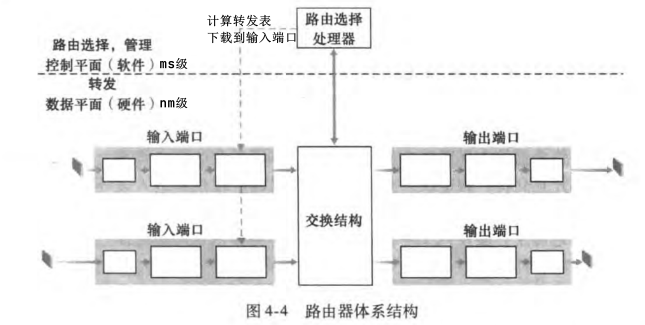 计算转发表
下载到输入端口
路由选择
处理器
路由选择，管理
控制平面（软件）ms级
转发
数据平面（硬件）nm级
输入端口
输出端口
交换结构
输入端口
输出端口
图4-4 路由器体系结构